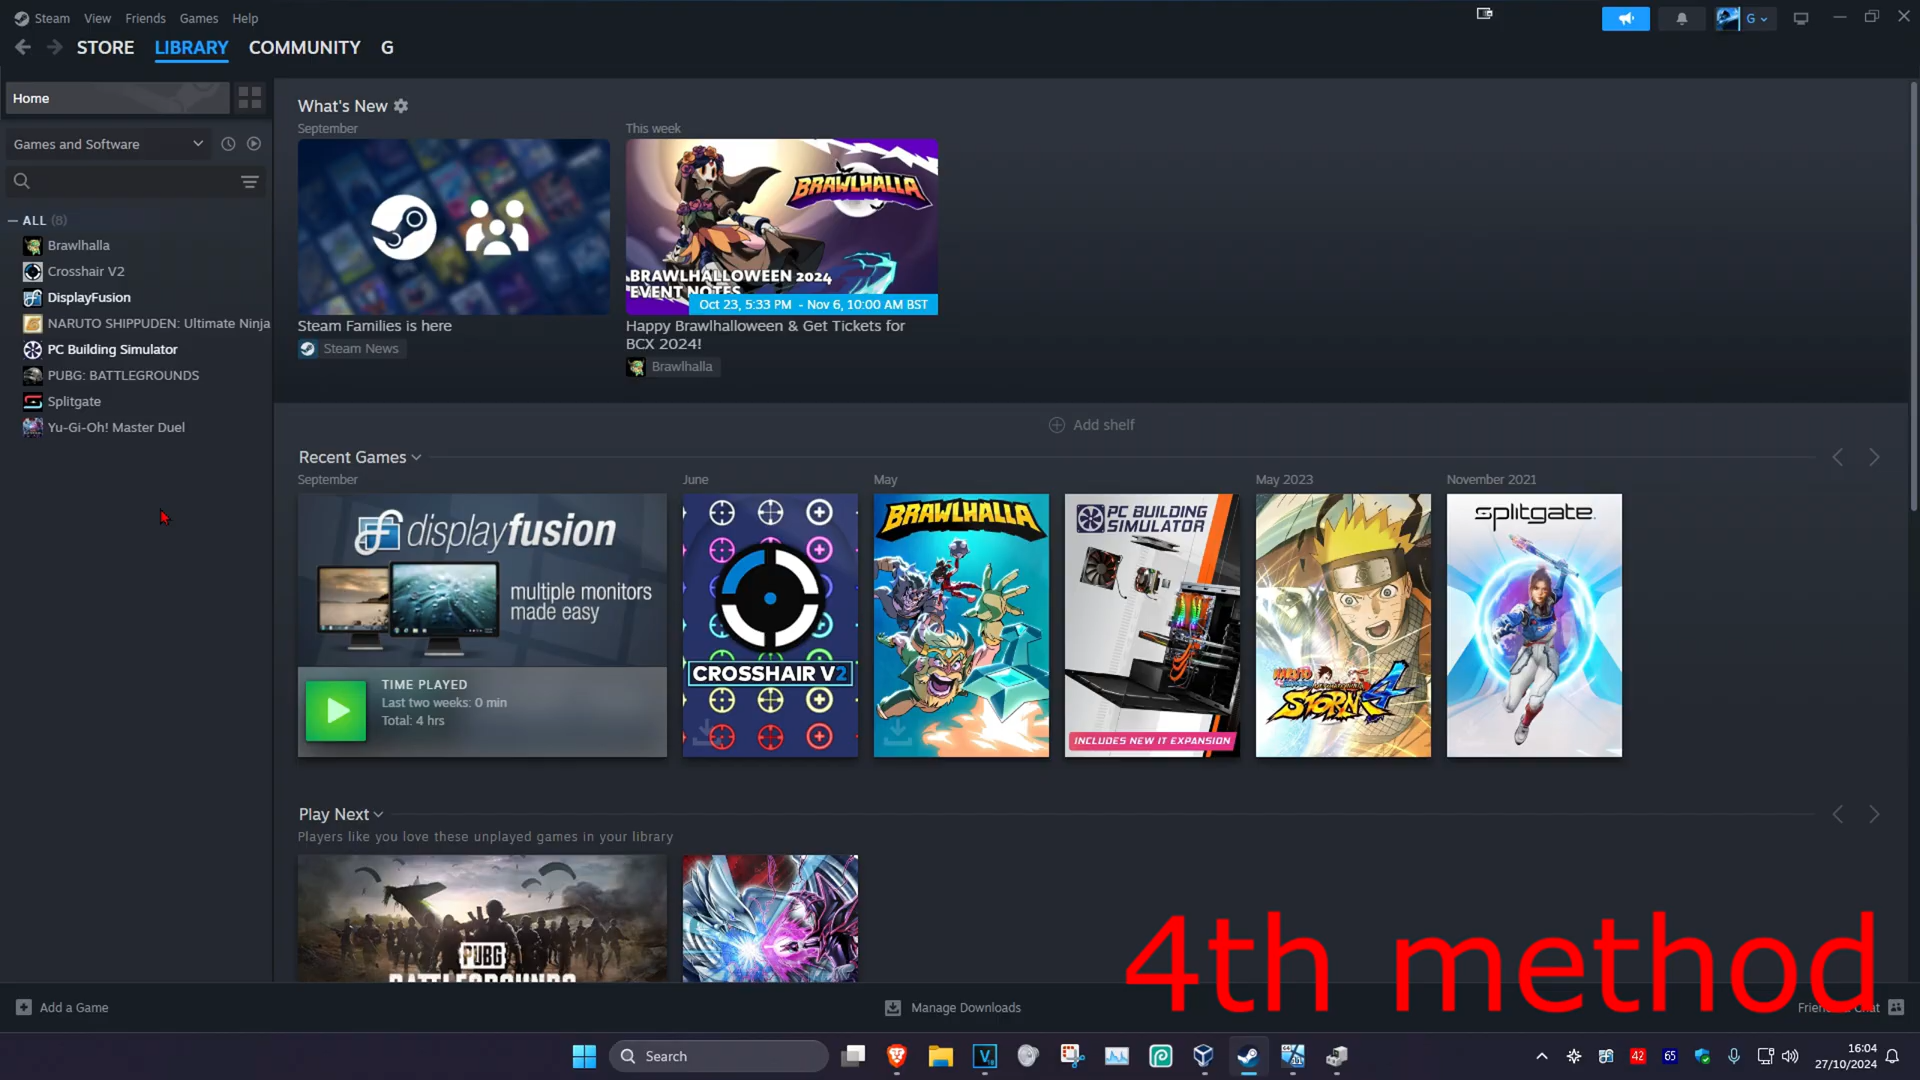 Steam View Friends Games Help
G
STORE LIBRARY COMMUNITY G
Home
Games and Software
ALL (8)
Brawlhalla
Crosshair V2
DisplayFusion
NARUTO SHIPPUDEN: Ultimate Ninja
PC Building Simulator
PUBG: BATTLEGROUNDS
Splitgate
Yu-Gi-Oh! Master Duel
What's New
September
This week
BRAWLHALLA
BRAWLHALLOWEEN 2024
EVENT NOTES
Oct 23, 5:33 PM - Nov 6, 10:00 AM BST
Steam Families is here
Steam News
Happy Brawlhalloween & Get Tickets for
BCX 2024!
Brawlhalla
Add shelf
Recent Games
September
June
May
May 2023
November 2021
displayfusion
multiple monitors
made easy
TIME PLAYED
Last two weeks: 0 min
Total: 4 hrs
CROSSHAIR V2
BRAWLHALLA
PC BUILDING
SIMULATOR
INCLUDES NEW IT EXPANSION
STORM 4
splitgate
Play Next
Players like you love these unplayed games in your library
PUBG
BATTLEGROUNDS
4th method
Add a Game
Manage Downloads
Search
42
65
16:04
27/10/2024